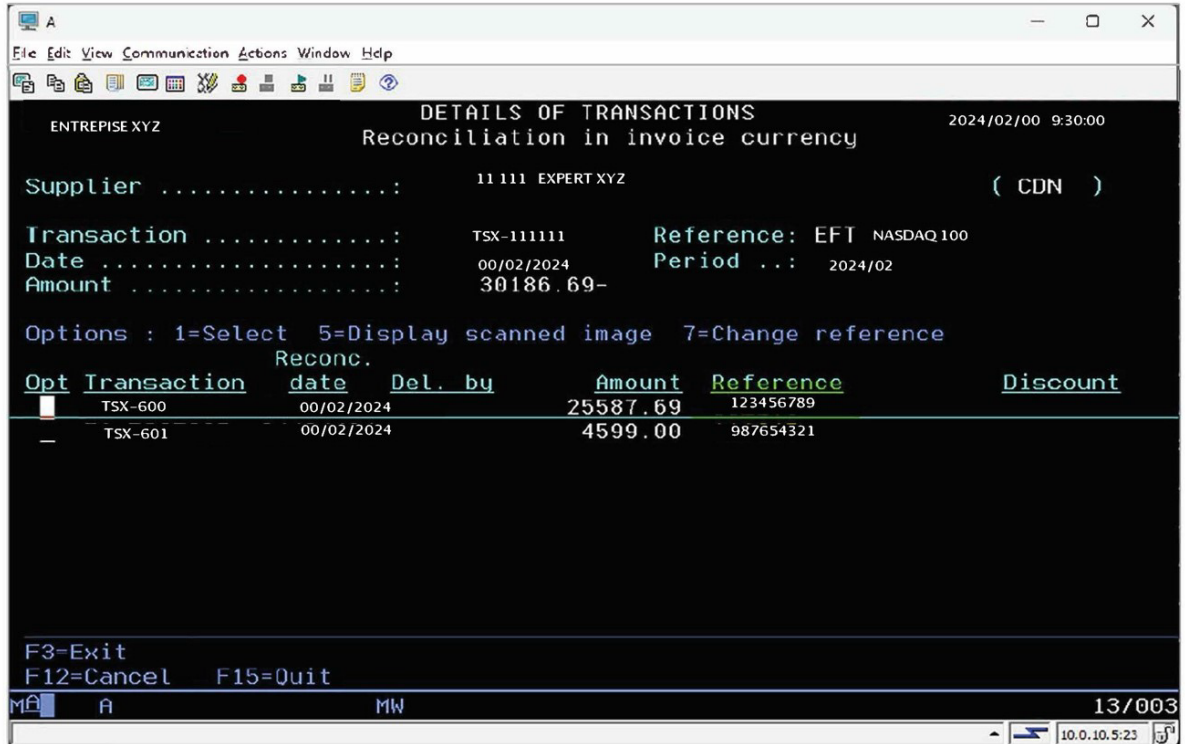 A
File Edit View Communication Actions Window Help
DETAILS OF TRANSACTIONS
ENTREPISE XYZ 2024/02/00 9:30:00
Reconciliation in invoice currency
Supplier ................: 11 111 EXPERT XYZ ( CDN )
Transaction .............: TSX-111111 Reference: EFT NASDAQ 100
Date ....................: 00/02/2024 Period ..: 2024/02
Amount ..................: 30186.69-
Options : 1=Select 5=Display scanned image 7=Change reference
Reconc.
Opt Transaction date Del. by Amount Reference Discount
TSX-600 00/02/2024 25587.69 123456789
_ TSX-601 00/02/2024 4599.00 987654321
F3=Exit
F12=Cancel F15=Quit
MA A MW 13/003
10.0.10.5:23